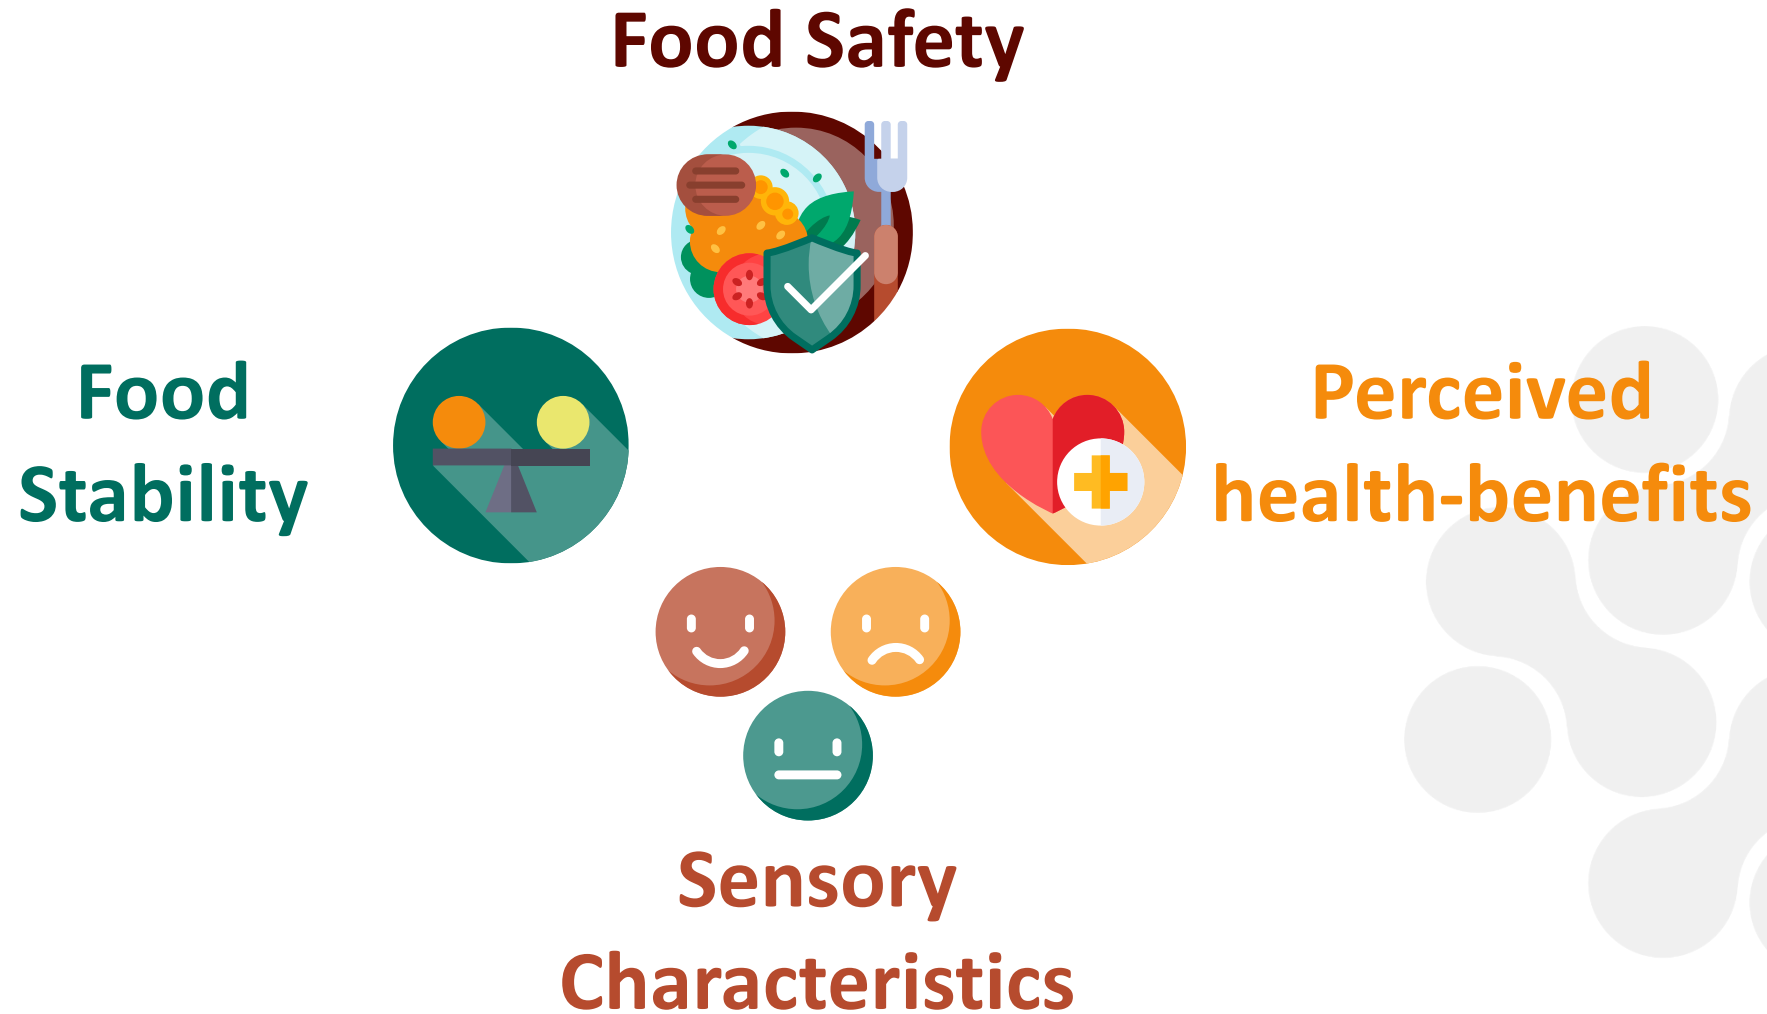 Food Safety
Food
Stability
Perceived
health-benefits
Sensory
Characteristics